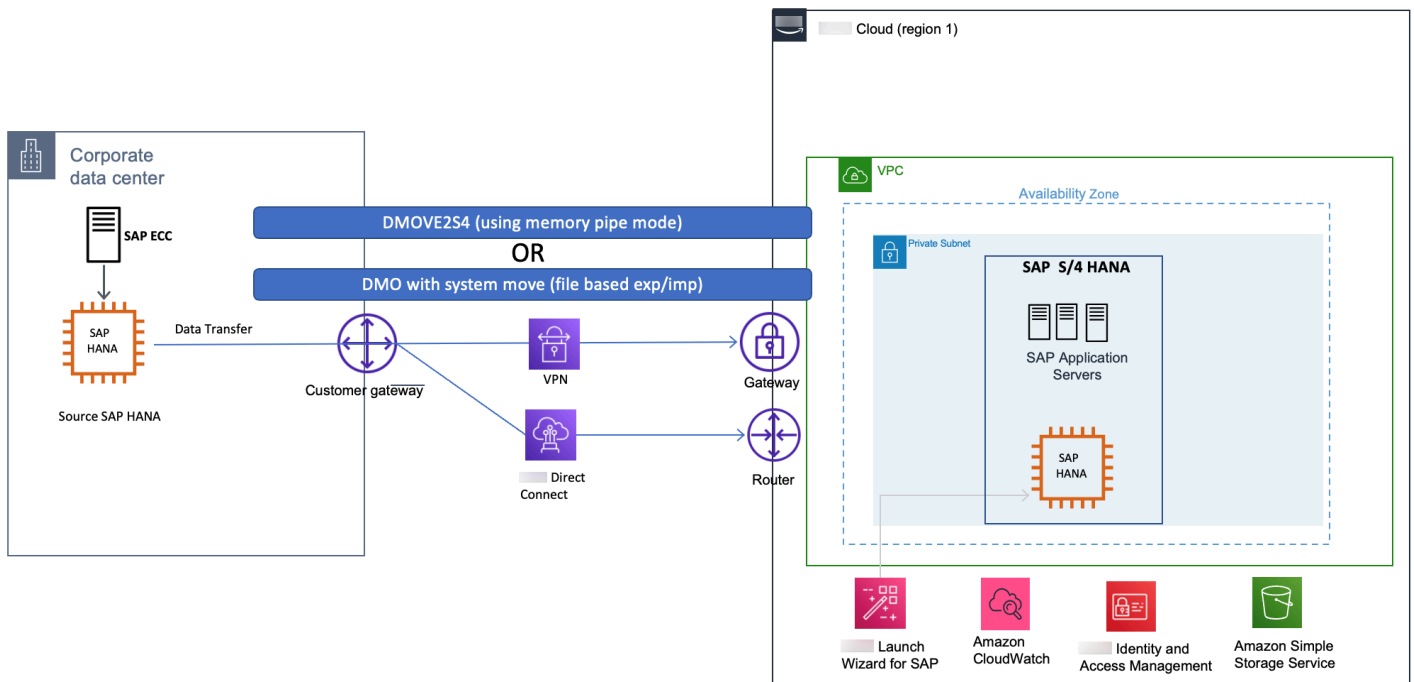 Cloud (region 1)
Corporate
data center
VPC
Availability Zone
SAP ECC
DMOVE2S4 (using memory pipe mode)
OR
DMO with system move (file based exp/imp)
Private Subnet
SAP S/4 HANA
SAP
HANA
Data Transfer
Source SAP HANA
Customer gateway
VPN
Gateway
Direct
Connect
Router
SAP Application
Servers
SAP
HANA
Launch
Wizard for SAP
Amazon
CloudWatch
Identity and
Access Management
Amazon Simple
Storage Service